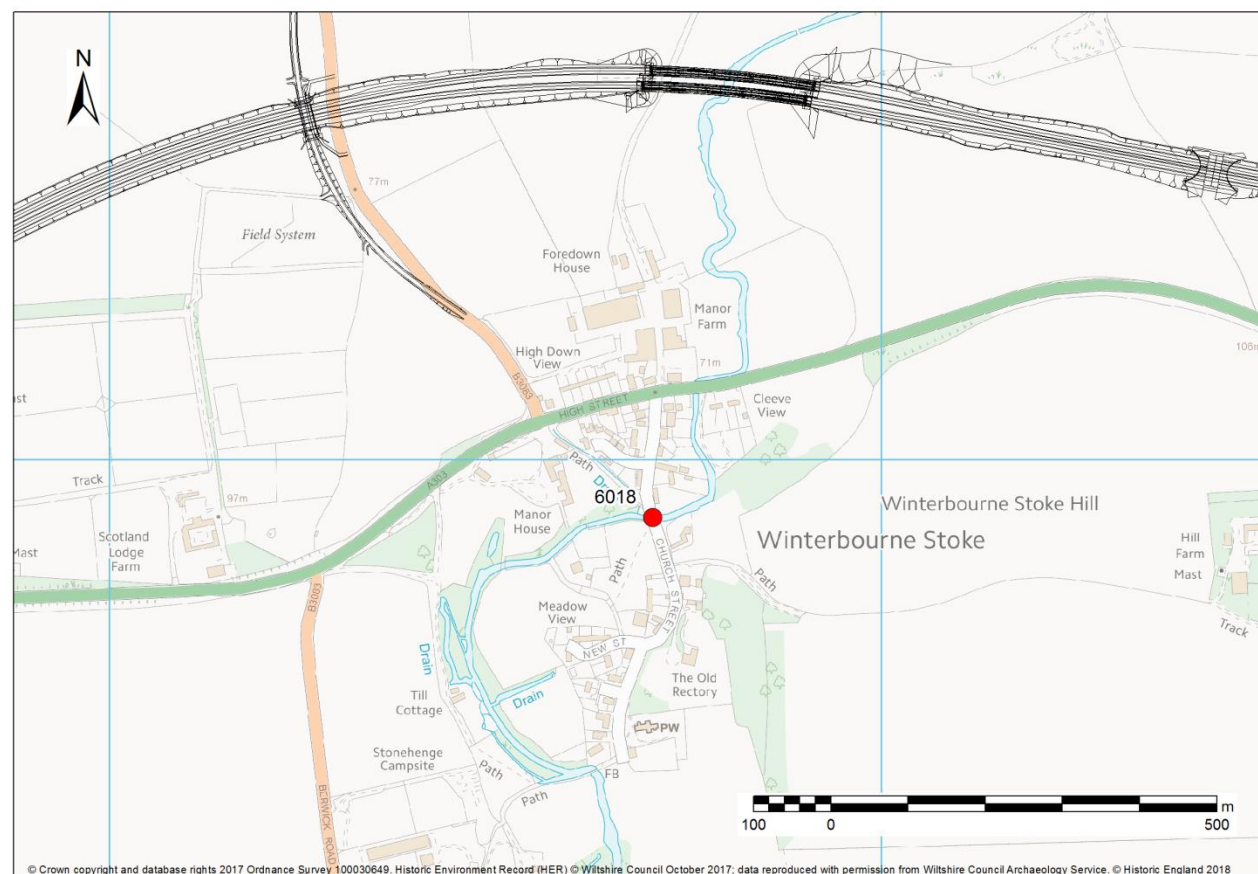 N
77m
Field System
Foredown
House
Manor
Farm
High Down
View
71m
B3083
HIGH STREET
Cleeve
View
Track
97m
A303
Path
Drain
6018
Manor
House
Winterbourne Stoke Hill
Winterbourne Stoke
Mast
Scotland
Lodge
Farm
Hill
Farm
Mast
B3083
Path
CHURCH STREET
Path
Meadow
View
Track
NEW ST
Drain
The Old
Rectory
Till
Cottage
Drain
PW
Stonehenge
Campsite
Path
FB
Path
BERWICK ROAD
m
100 0 500
© Crown copyright and database rights 2017 Ordnance Survey 100030649. Historic Environment Record (HER) © Wiltshire Council October 2017; data reproduced with permission from Wiltshire Council Archaeology Service. © Historic England 2018